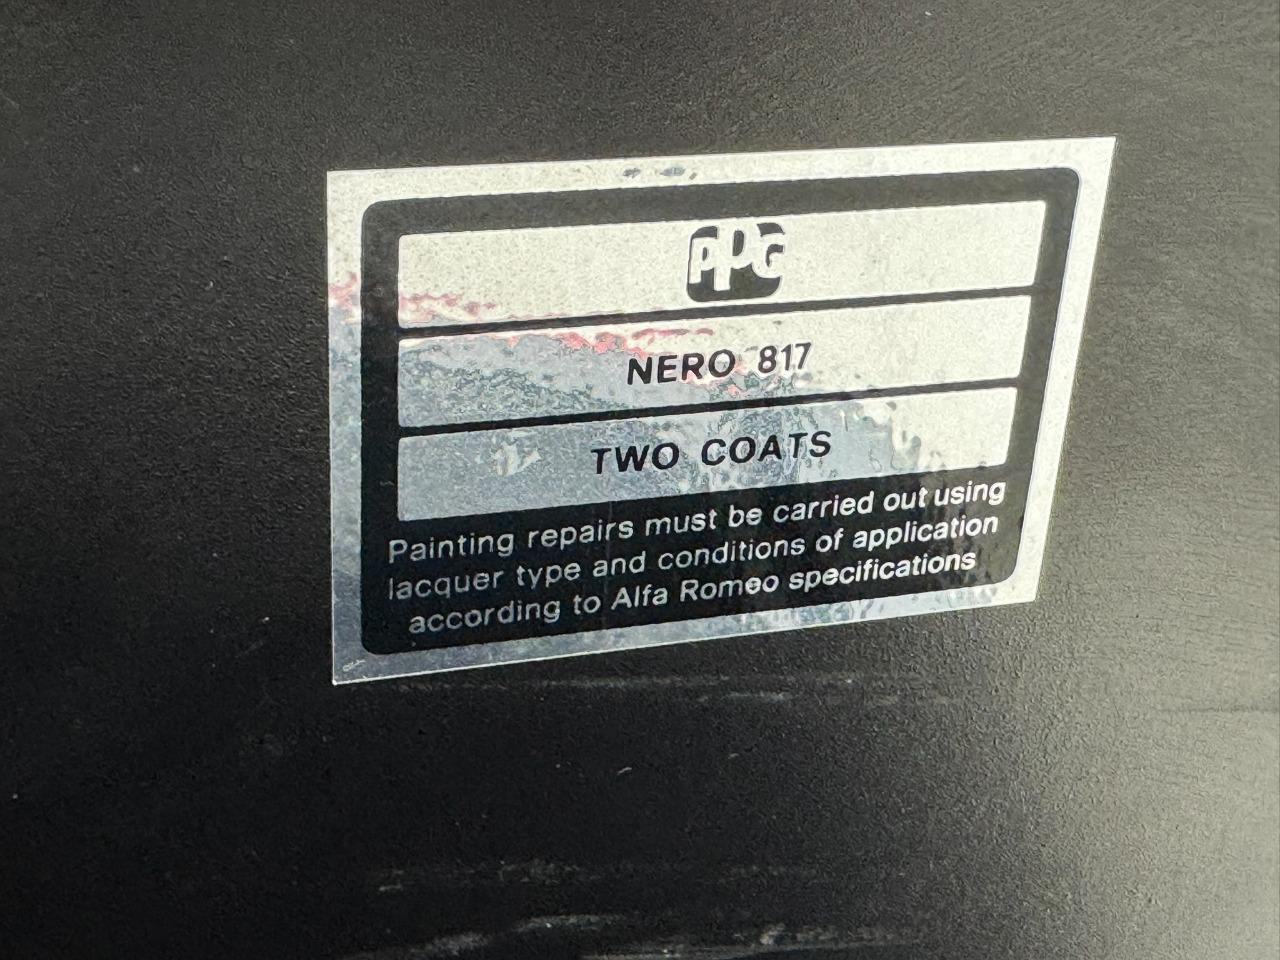 PPG
NERO 817
TWO COATS
Painting repairs must be carried out using
lacquer type and conditions of application
according to Alfa Romeo specifications